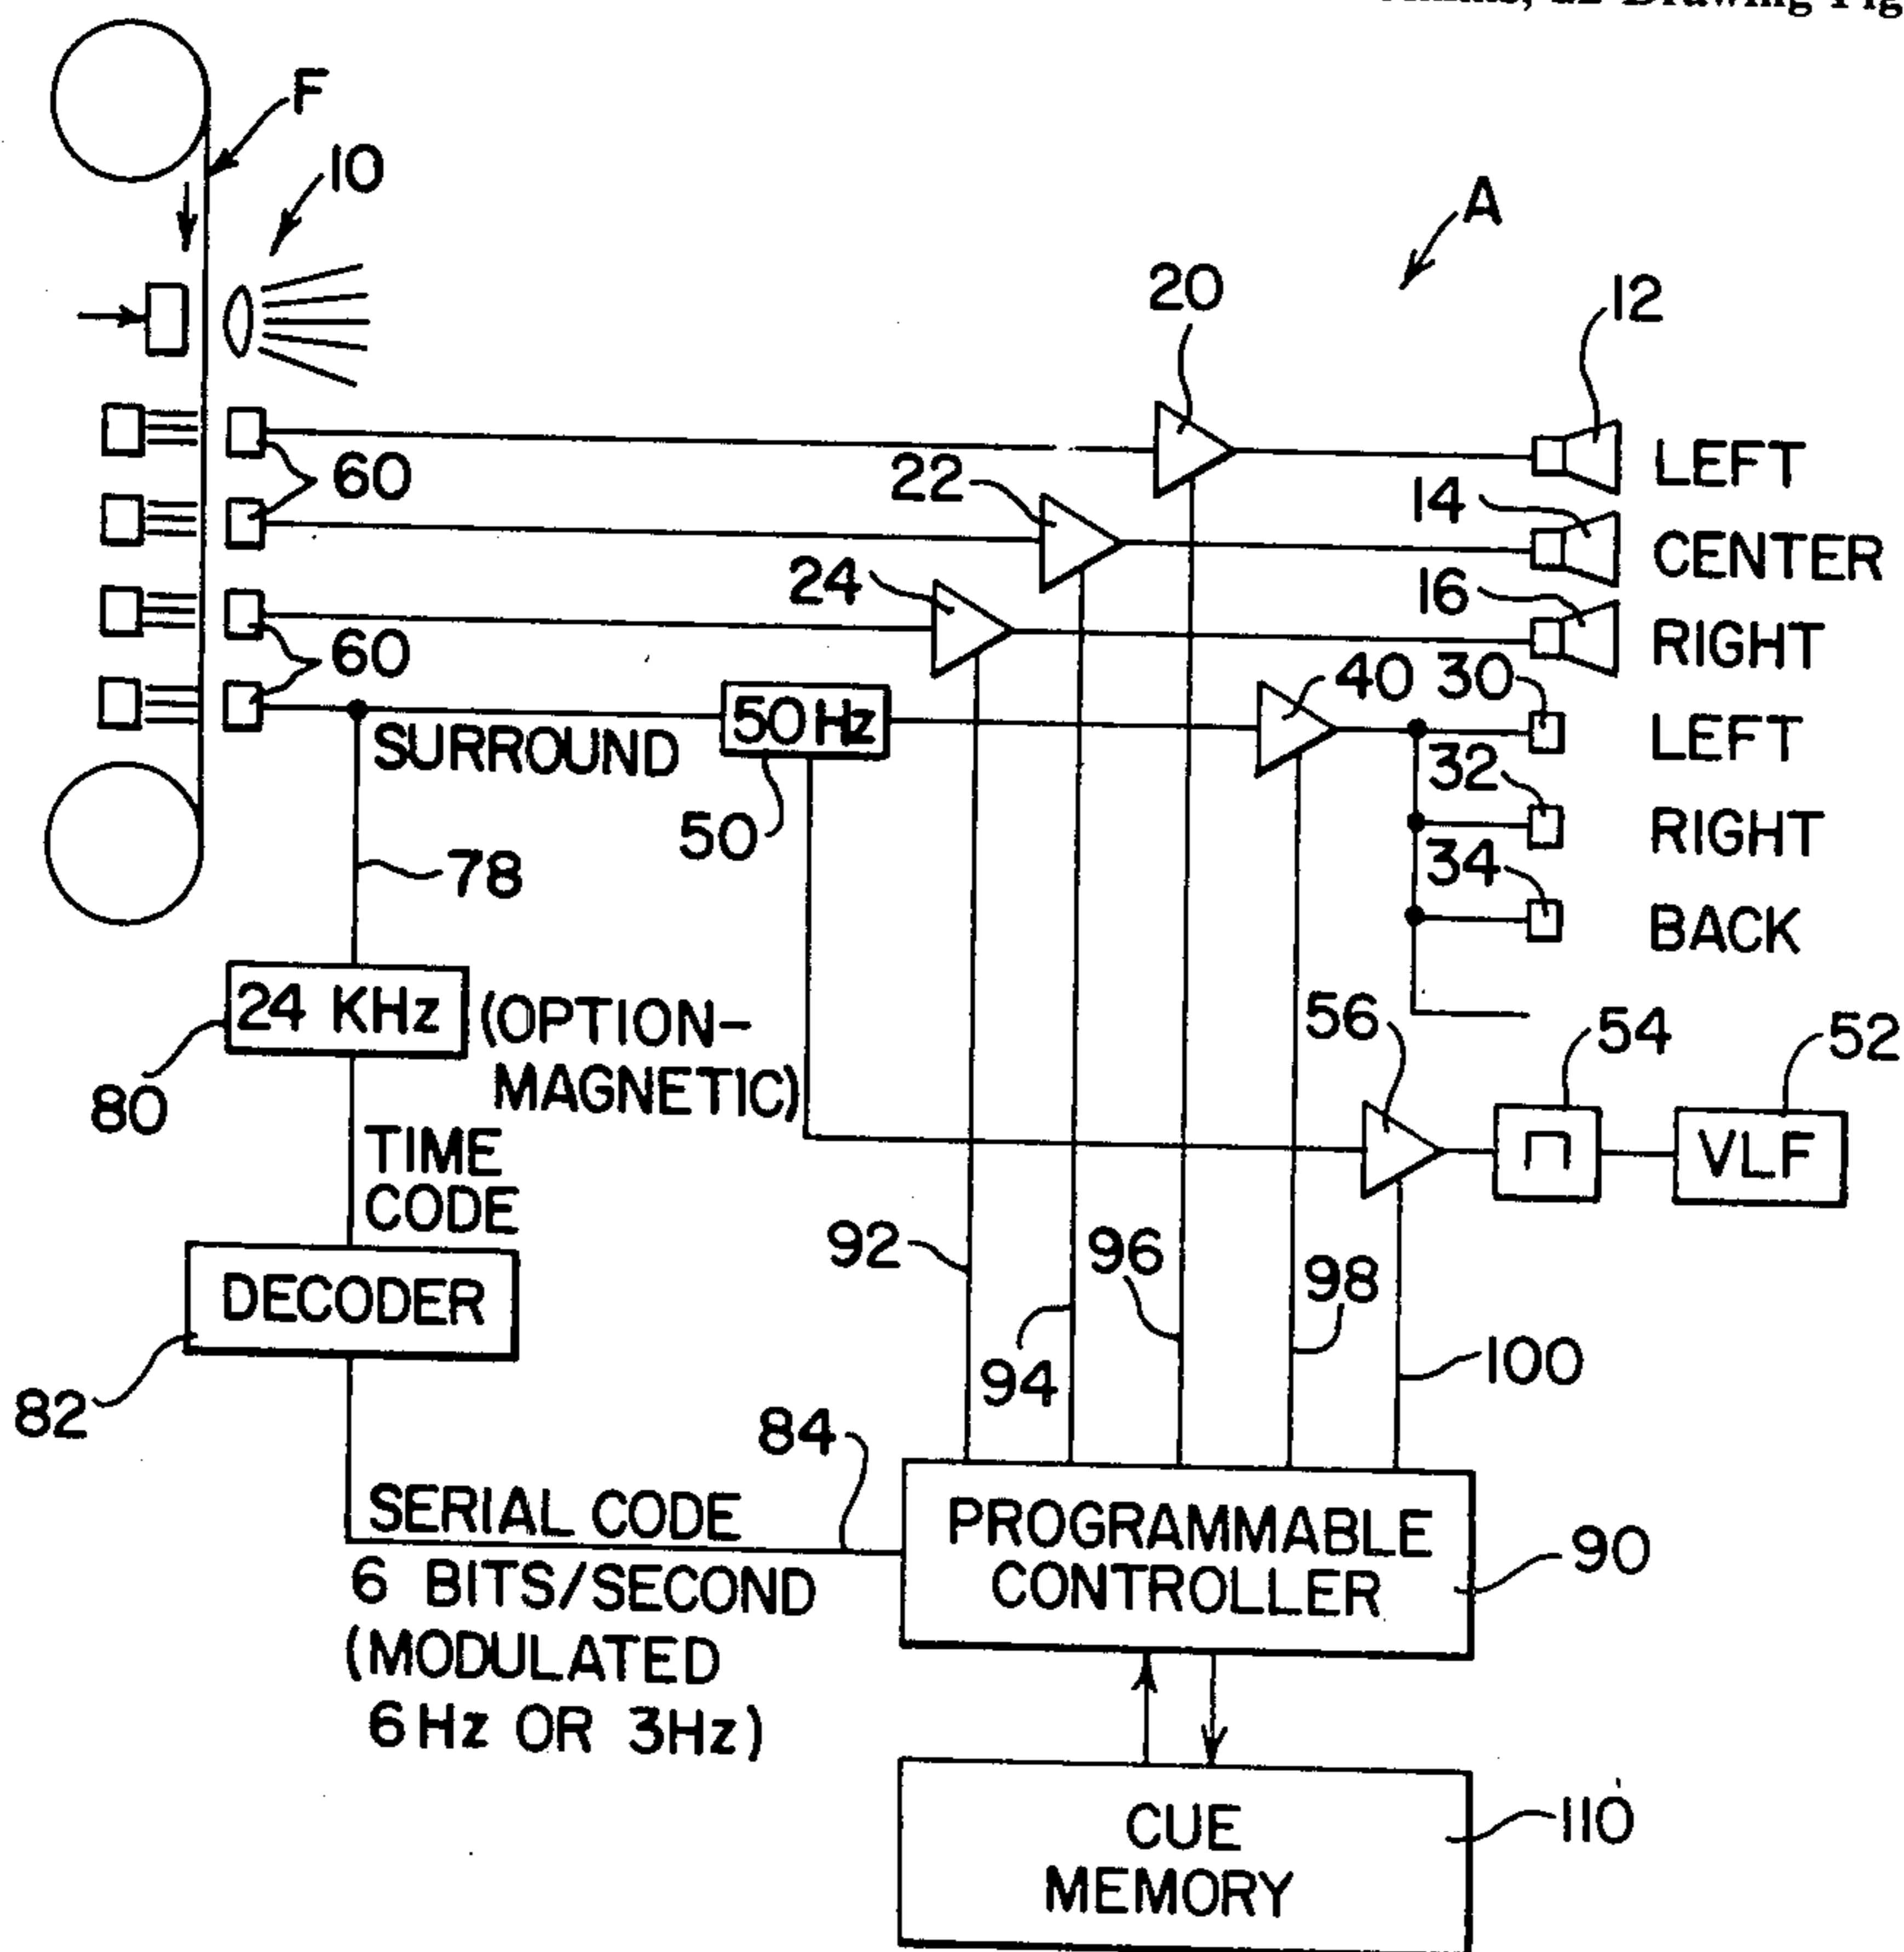 Drawing Fig
F
10
A
20
12
LEFT
60
22
14
CENTER
24
16
RIGHT
60
40
30
SURROUND
50 Hz
LEFT
32
50
RIGHT
78
34
BACK
24 KHz
(OPTION-
MAGNETIC)
56
54
52
80
TIME
CODE
⊓
VLF
92
96
98
DECODER
94
100
82
84
SERIAL CODE
6 BITS/SECOND
(MODULATED
6 Hz OR 3Hz)
PROGRAMMABLE
CONTROLLER
90
CUE
MEMORY
110